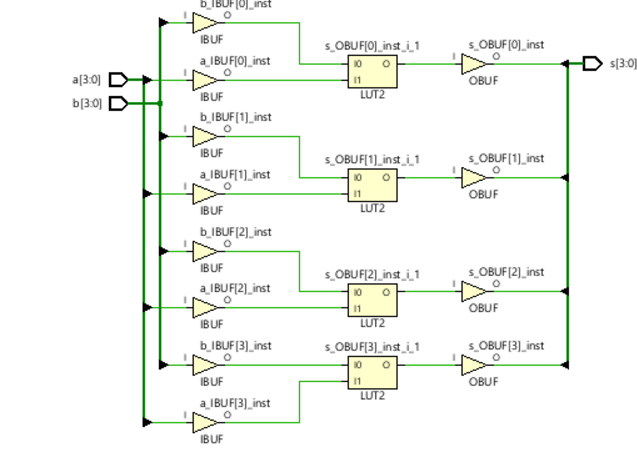 b_IBUF[0]_inst
I O
IBUF
a_IBUF[0]_inst
I O
IBUF
s_OBUF[0]_inst_i_1
I0 O
I1
LUT2
s_OBUF[0]_inst
I O
OBUF
a[3:0]
b[3:0]
s[3:0]
b_IBUF[1]_inst
I O
IBUF
a_IBUF[1]_inst
I O
IBUF
s_OBUF[1]_inst_i_1
I0 O
I1
LUT2
s_OBUF[1]_inst
I O
OBUF
b_IBUF[2]_inst
I O
IBUF
a_IBUF[2]_inst
I O
IBUF
s_OBUF[2]_inst_i_1
I0 O
I1
LUT2
s_OBUF[2]_inst
I O
OBUF
b_IBUF[3]_inst
I O
IBUF
s_OBUF[3]_inst_i_1
I0 O
I1
LUT2
s_OBUF[3]_inst
I O
OBUF
a_IBUF[3]_inst
I O
IBUF